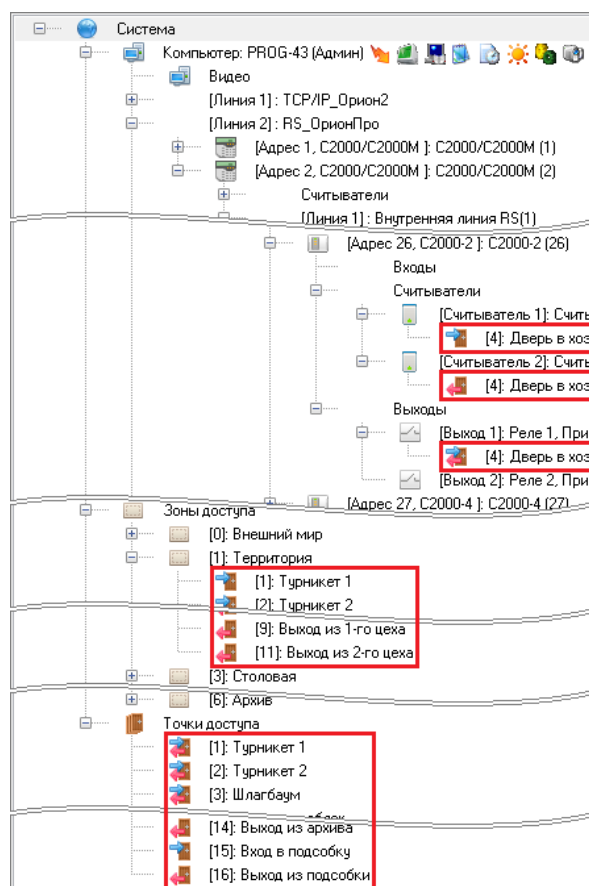 Система
Компьютер: PROG-43 (Админ)
Видео
[Линия 1] : TCP/IP_Орион2
[Линия 2] : RS_ОрионПро
[Адрес 1, С2000/С2000М ]: С2000/С2000М (1)
[Адрес 2, С2000/С2000М ]: С2000/С2000М (2)
Считыватели
[Линия 1] : Внутренняя линия RS(1)
[Адрес 26, С2000-2 ]: С2000-2 (26)
Входы
Считыватели
[Считыватель 1]: Считы
[4]: Дверь в хоз
[Считыватель 2]: Считы
[4]: Дверь в хоз
Выходы
[Выход 1]: Реле 1, При
[4]: Дверь в хоз
[Выход 2]: Реле 2, При
[Адрес 27, С2000-4 ]: С2000-4 (27)
Зоны доступа
[0]: Внешний мир
[1]: Территория
[1]: Турникет 1
[2]: Турникет 2
[9]: Выход из 1-го цеха
[11]: Выход из 2-го цеха
[3]: Столовая
[6]: Архив
Точки доступа
[1]: Турникет 1
[2]: Турникет 2
[3]: Шлагбаум
[14]: Выход из архива
[15]: Вход в подсобку
[16]: Выход из подсобки